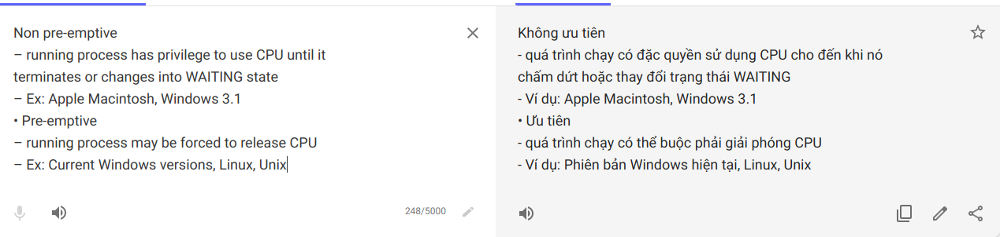 Non pre-emptive
– running process has privilege to use CPU until it
terminates or changes into WAITING state
– Ex: Apple Macintosh, Windows 3.1
• Pre-emptive
– running process may be forced to release CPU
– Ex: Current Windows versions, Linux, Unix
248/5000
Không ưu tiên
- quá trình chạy có đặc quyền sử dụng CPU cho đến khi nó
chấm dứt hoặc thay đổi trạng thái WAITING
- Ví dụ: Apple Macintosh, Windows 3.1
• Ưu tiên
- quá trình chạy có thể buộc phải giải phóng CPU
- Ví dụ: Phiên bản Windows hiện tại, Linux, Unix